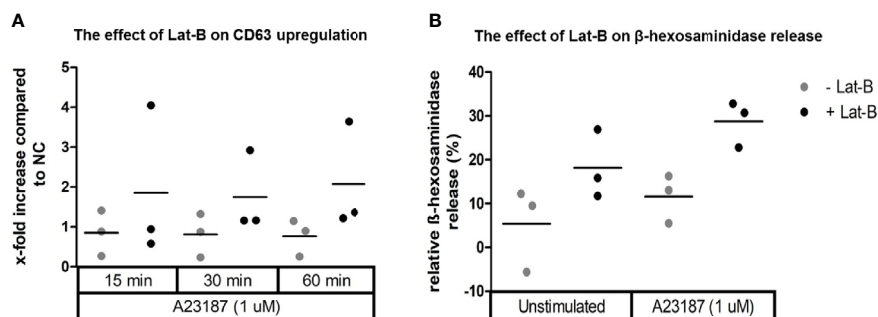 A
The effect of Lat-B on CD63 upregulation
x-fold increase compared
to NC
5
4
3
2
1
0
15 min
30 min
60 min
A23187 (1 uM)
B
The effect of Lat-B on β-hexosaminidase release
relative ß-hexosaminidase
release (%)
40
30
20
10
0
-10
Unstimulated
A23187 (1 uM)
- Lat-B
+ Lat-B